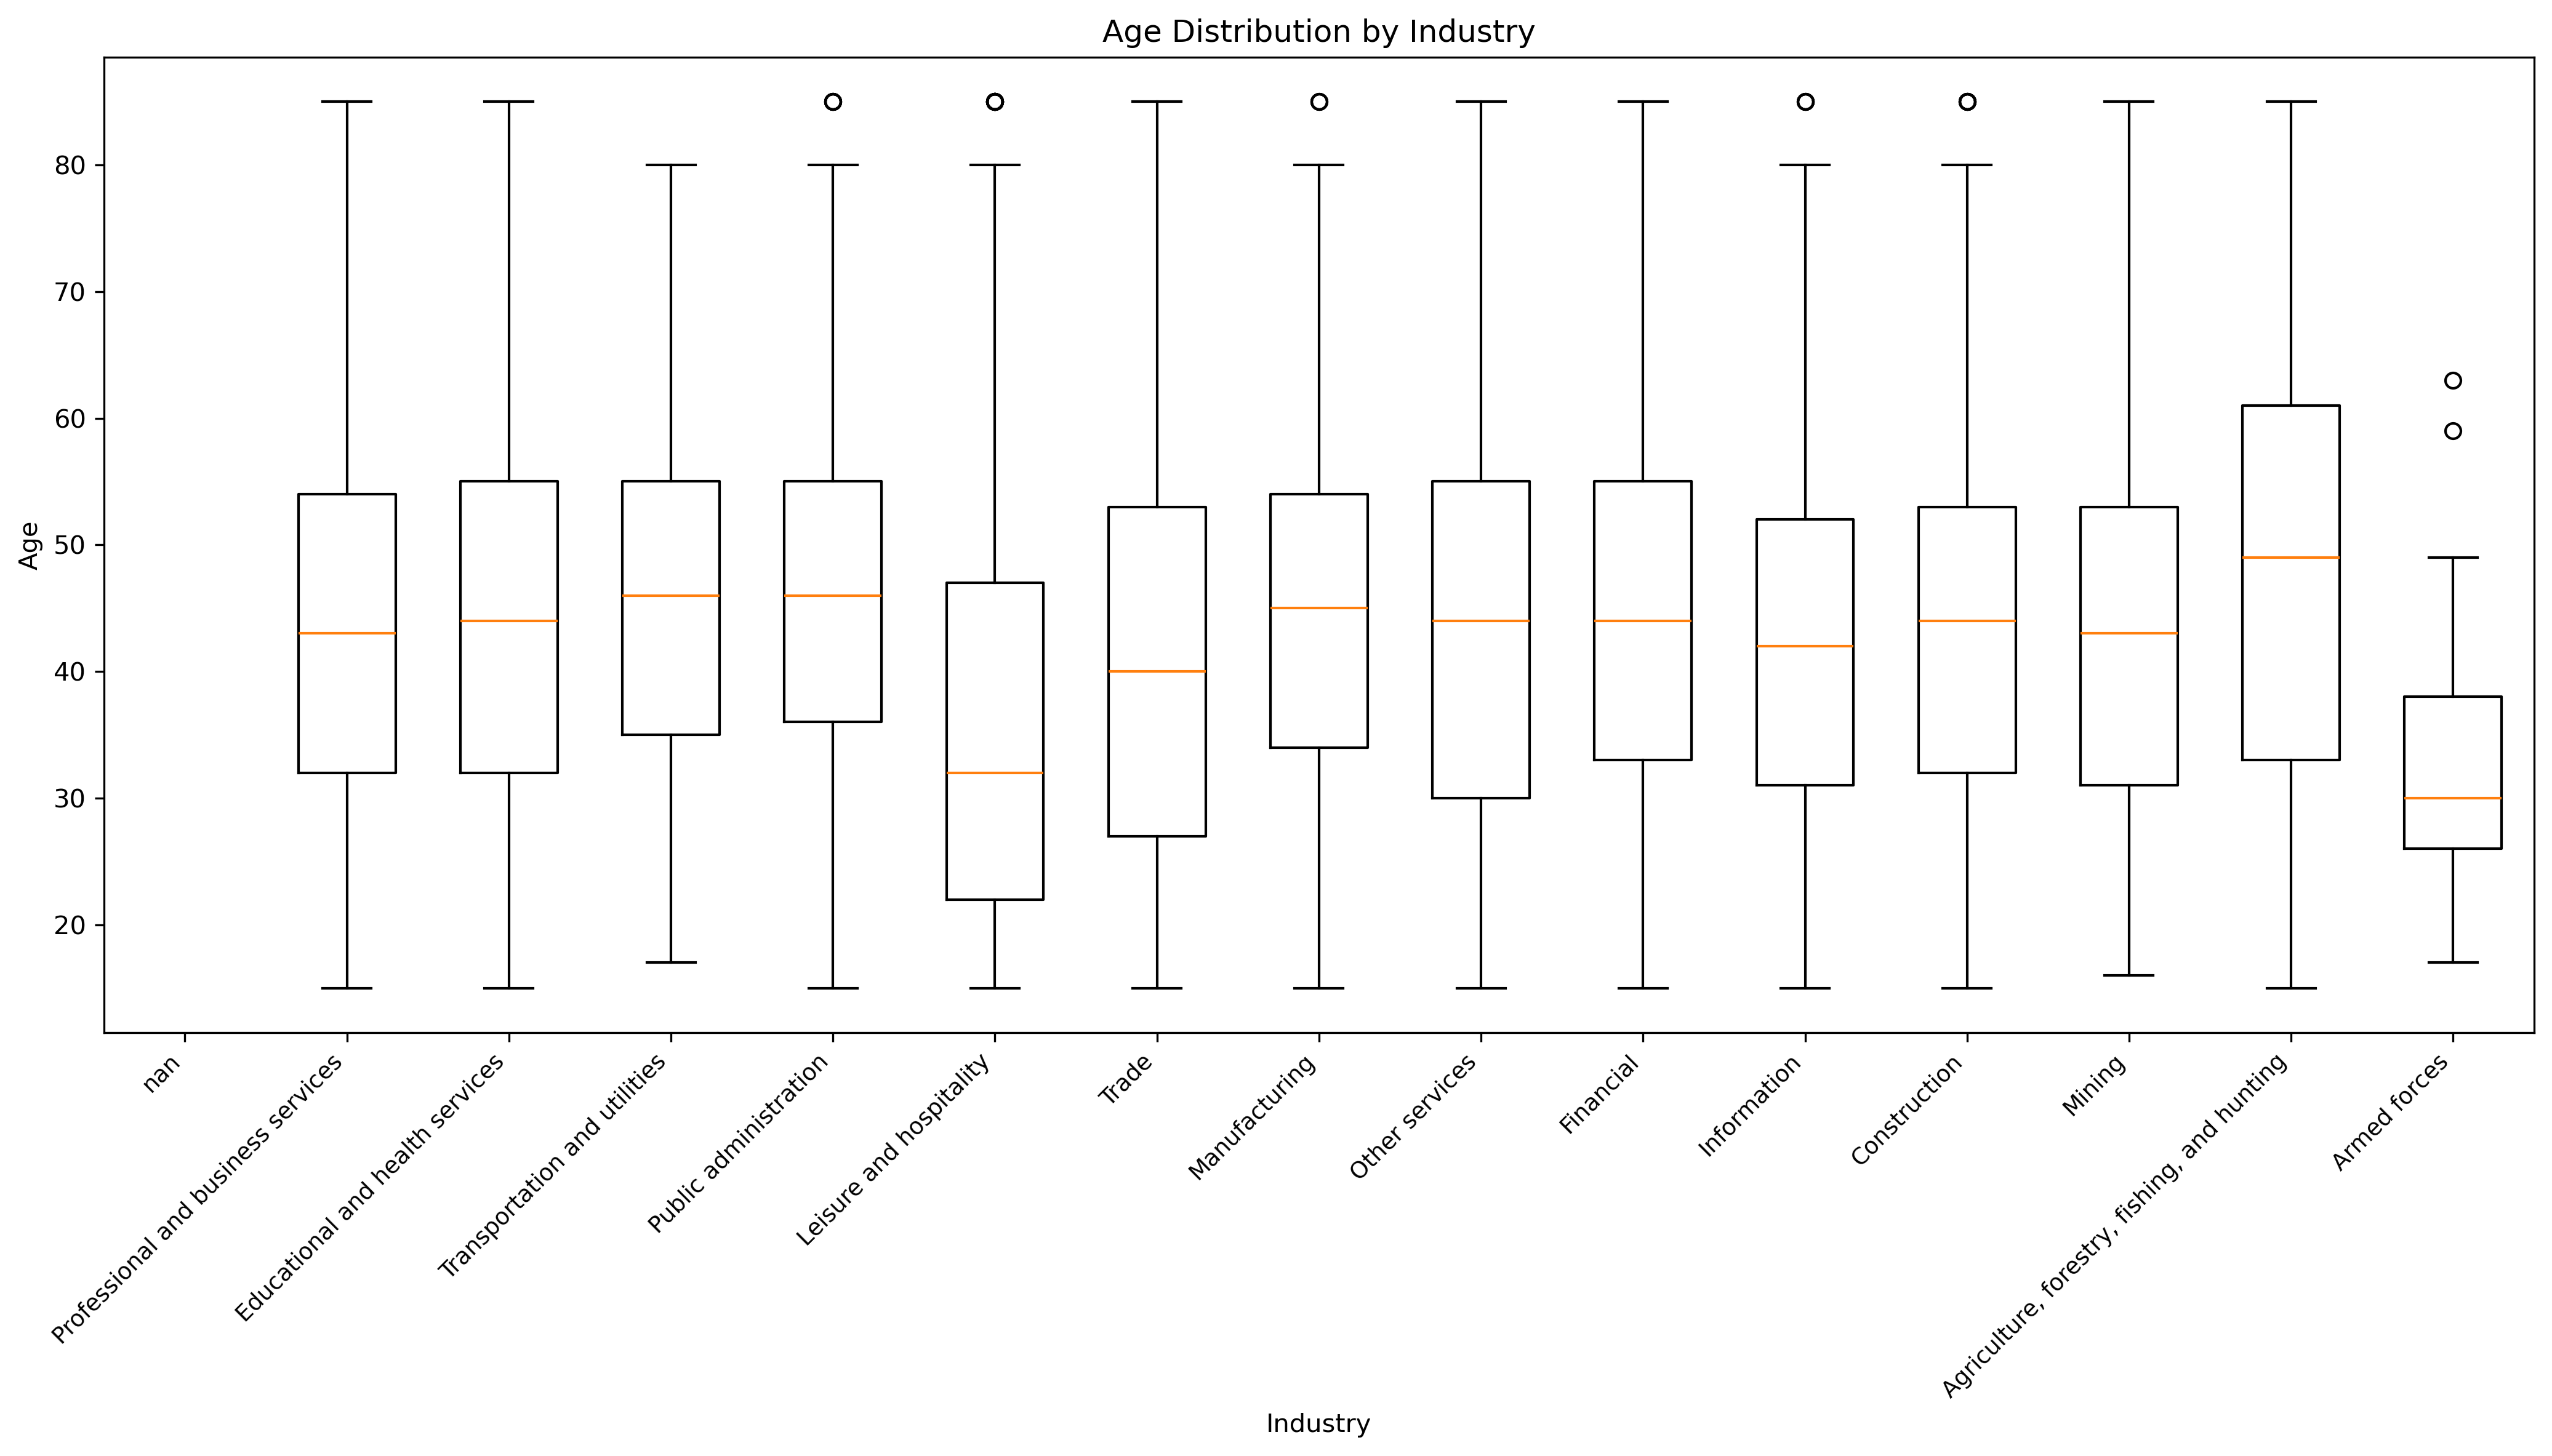 Age Distribution by Industry
Age
80
70
60
50
40
30
20
nan
Professional and business services
Educational and health services
Transportation and utilities
Public administration
Leisure and hospitality
Trade
Manufacturing
Other services
Financial
Information
Construction
Mining
Agriculture, forestry, fishing, and hunting
Armed forces
Industry